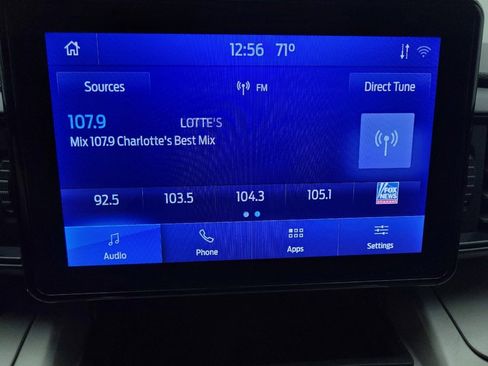 12:56 71°
Sources FM Direct Tune
107.9 LOTTE'S
Mix 107.9 Charlotte's Best Mix
92.5 103.5 104.3 105.1 FOX NEWS
Audio Phone Apps Settings